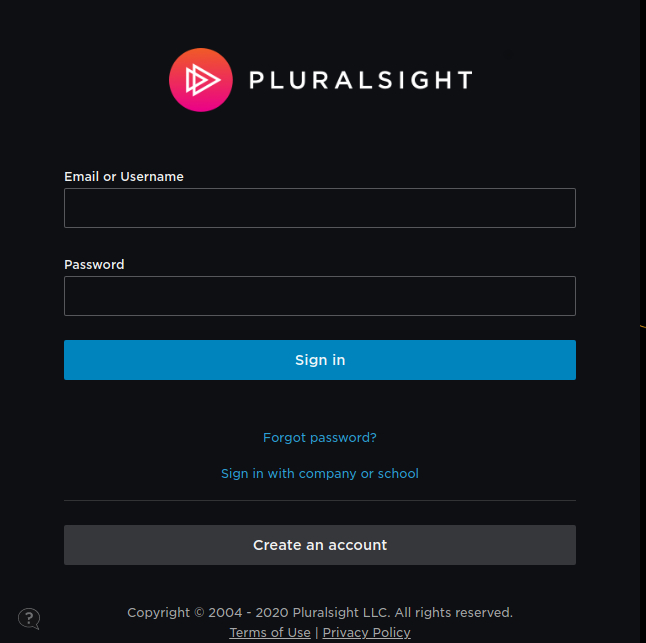 PLURALSIGHT
Email or Username
Password
Sign in
Forgot password?
Sign in with company or school
Create an account
?
Copyright © 2004 - 2020 Pluralsight LLC. All rights reserved.
Terms of Use | Privacy Policy